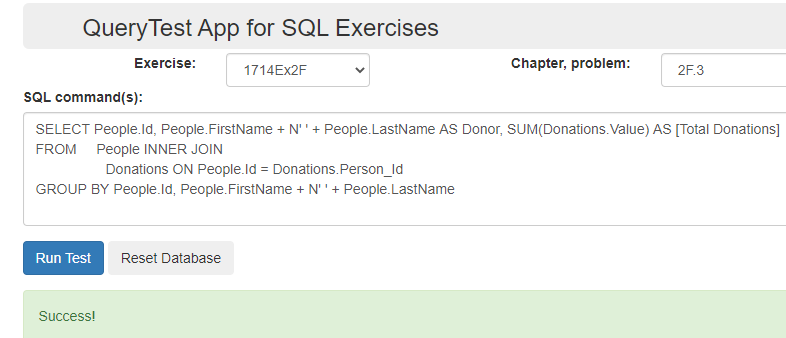 QueryTest App for SQL Exercises
Exercise: 1714Ex2F Chapter, problem: 2F.3
SQL command(s):
SELECT People.Id, People.FirstName + N' ' + People.LastName AS Donor, SUM(Donations.Value) AS [Total Donations]
FROM People INNER JOIN
Donations ON People.Id = Donations.Person_Id
GROUP BY People.Id, People.FirstName + N' ' + People.LastName
Run Test Reset Database
Success!